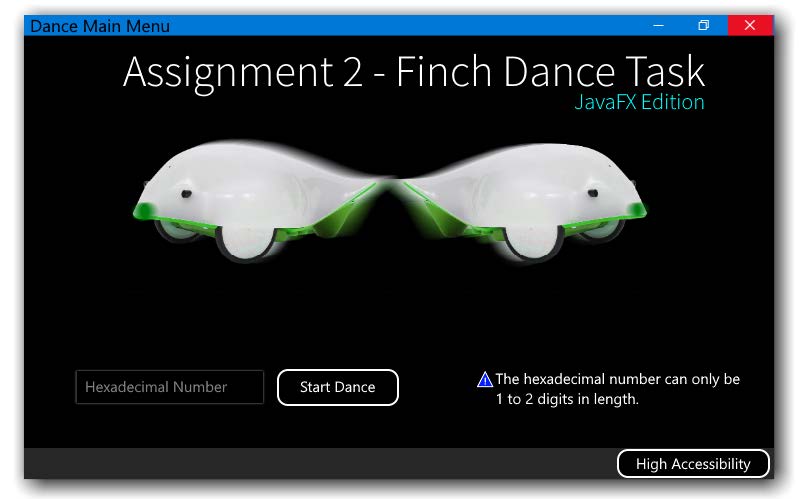 Dance Main Menu
Assignment 2 - Finch Dance Task
JavaFX Edition
Hexadecimal Number
Start Dance
The hexadecimal number can only be
1 to 2 digits in length.
High Accessibility